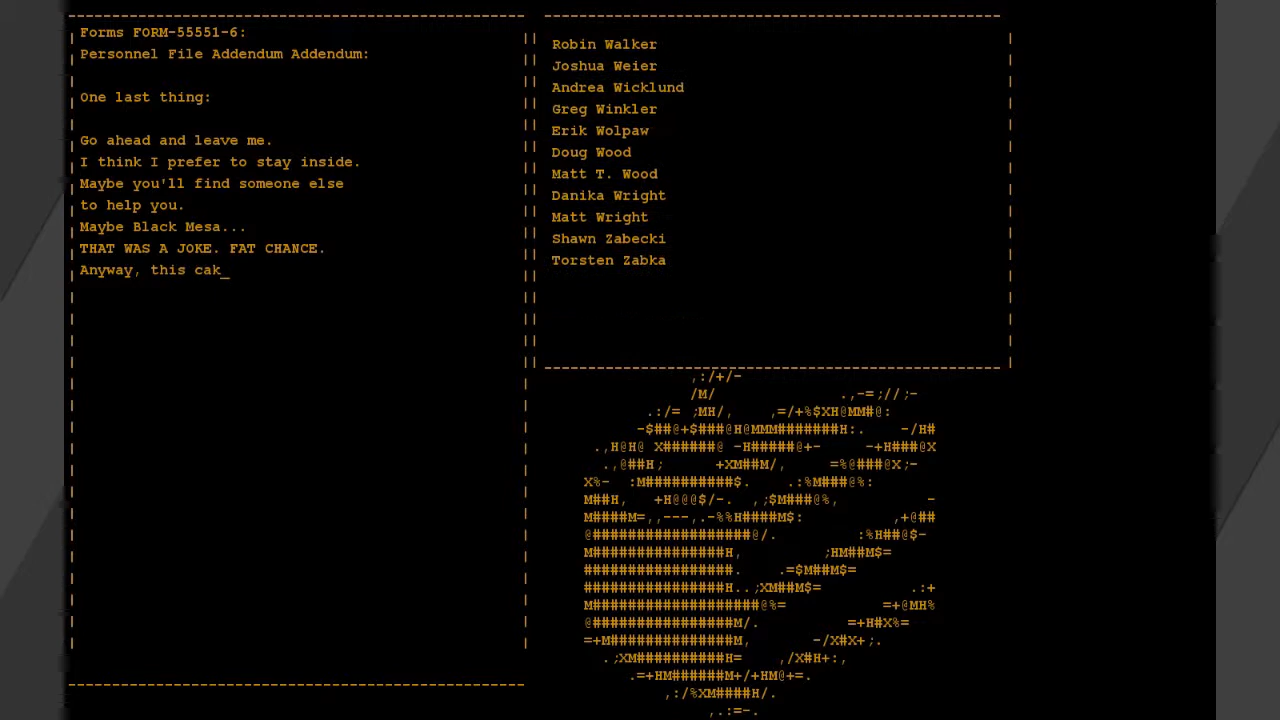 Forms FORM-55551-6:
Personnel File Addendum Addendum:
One last thing:
Go ahead and leave me.
I think I prefer to stay inside.
Maybe you'll find someone else
to help you.
Maybe Black Mesa...
THAT WAS A JOKE. FAT CHANCE.
Anyway, this cak_
Robin Walker
Joshua Weier
Andrea Wicklund
Greg Winkler
Erik Wolpaw
Doug Wood
Matt T. Wood
Danika Wright
Matt Wright
Shawn Zabecki
Torsten Zabka